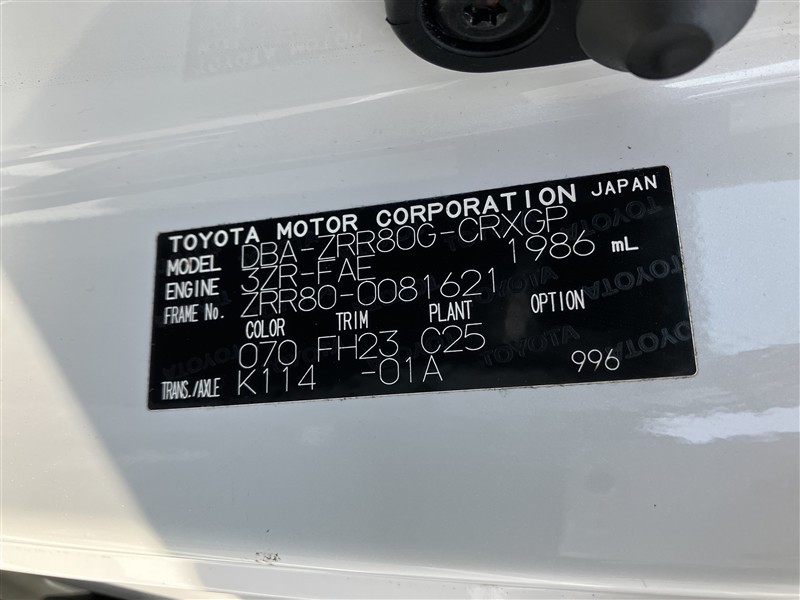 TOYOTA MOTOR CORPORATION JAPAN
MODEL DBA-ZRR80G-CRXGP
ENGINE 3ZR-FAE 1986 mL
FRAME No. ZRR80-0081621
COLOR TRIM PLANT OPTION
070 FH23 C25
TRANS./AXLE K114 -01A 996